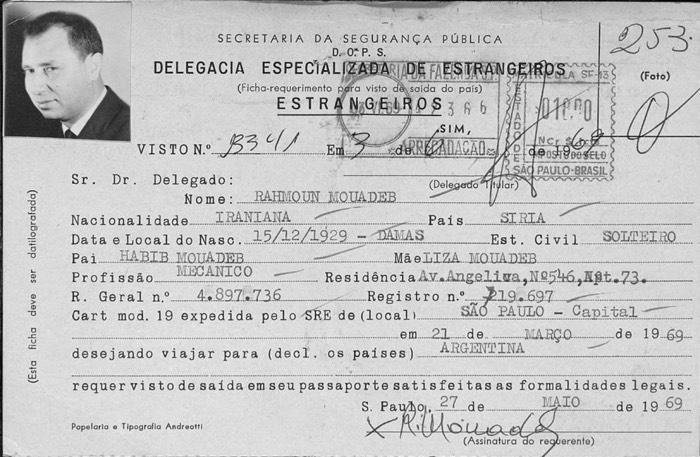 SECRETARIA DA SEGURANÇA PÚBLICA
253
D.O.P.S.
DELEGACIA ESPECIALIZADA DE ESTRANGEIROS
(Foto)
(Ficha-requerimento para visto de saída do país)
ESTRANGEIROS
SIM,
ARRECADAÇÃO
SÃO PAULO-BRASIL
VISTO N.º B341 Em 3 de 6 de 1969
Sr. Dr. Delegado:
(Delegado Titular)
Nome: RAHMOUN MOUADEB
Nacionalidade IRANIANA País SIRIA
Data e Local do Nasc. 15/12/1929 - DAMAS Est. Civil SOLTEIRO
Pai HABIB MOUADEB Mãe LIZA MOUADEB
Profissão MECANICO Residência Av. Angelica, Nº546, Apt. 73.
R. Geral n.º 4.897.736 Registro n.º 719.697
Cart mod. 19 expedida pelo SRE de (local) SÃO PAULO - Capital
em 21 de MARÇO de 1969
desejando viajar para (decl. os países) ARGENTINA
requer visto de saída em seu passaporte satisfeitas as formalidades legais.
S. Paulo, 27 de MAIO de 1969
Papelaria e Tipografia Andreotti
X R. Mouadeb
(Assinatura do requerente)
(Esta ficha deve ser datilografada)